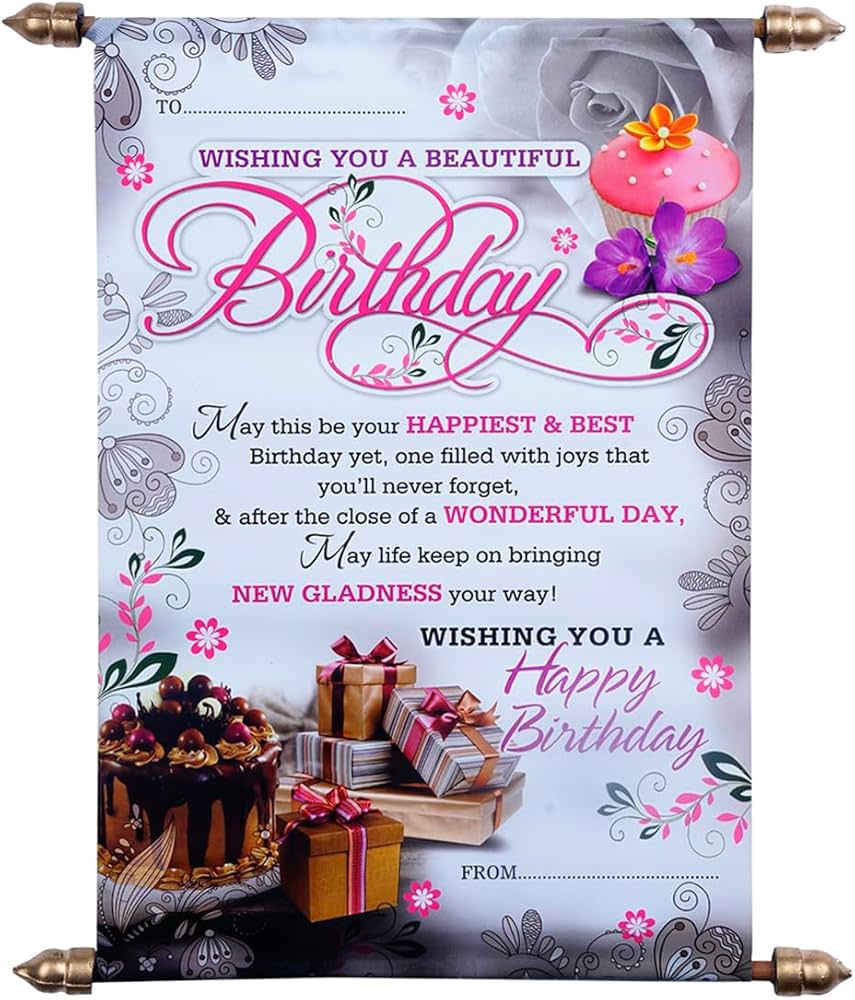 TO.............................................
WISHING YOU A BEAUTIFUL
Birthday
May this be your HAPPIEST & BEST
Birthday yet, one filled with joys that
you'll never forget,
& after the close of a WONDERFUL DAY,
May life keep on bringing
NEW GLADNESS your way!
WISHING YOU A
Happy
Birthday
FROM........................................